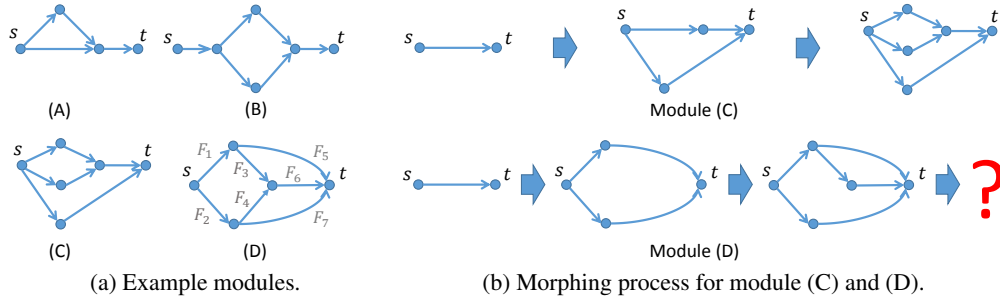 s
t
(A)
s
t
(B)
s
t
(C)
s
t
F1
F2
F3
F4
F5
F6
F7
(D)
(a) Example modules.
s
t
s
t
Module (C)
s
t
s
t
s
t
s
t
?
Module (D)
(b) Morphing process for module (C) and (D).